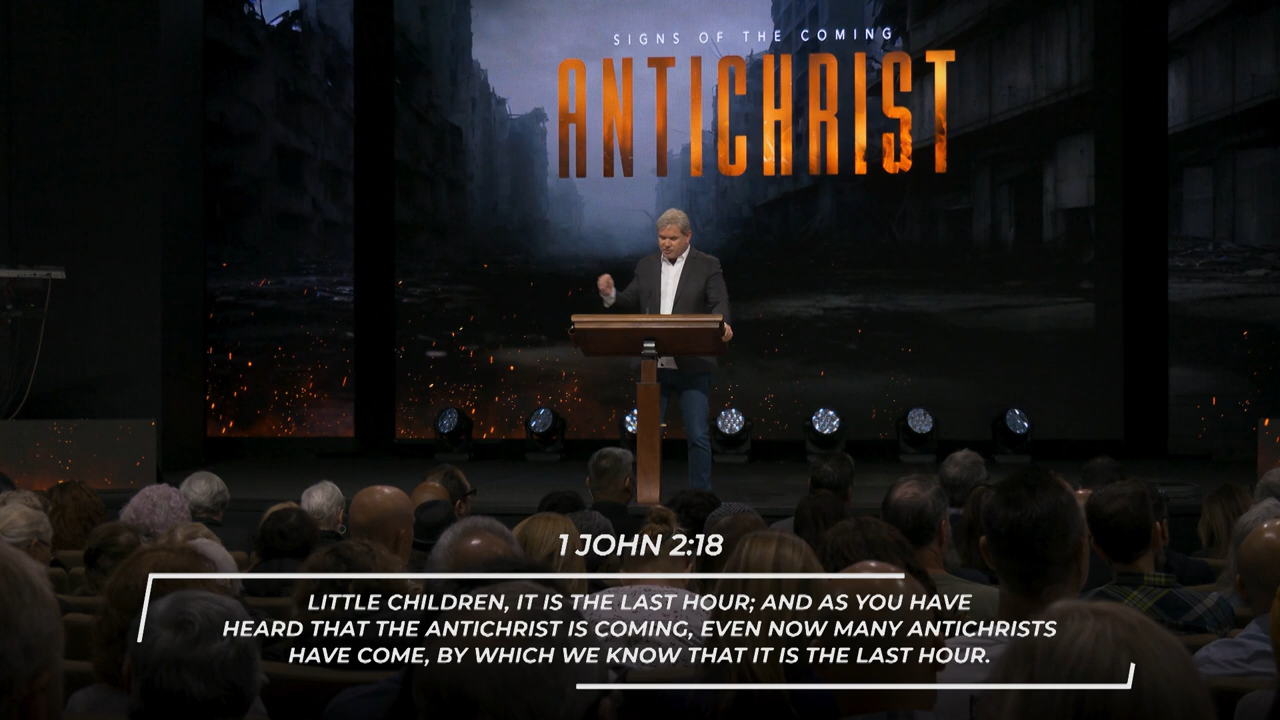 SIGNS OF THE COMING
ANTICHRIST
1 JOHN 2:18
LITTLE CHILDREN, IT IS THE LAST HOUR; AND AS YOU HAVE
HEARD THAT THE ANTICHRIST IS COMING, EVEN NOW MANY ANTICHRISTS
HAVE COME, BY WHICH WE KNOW THAT IT IS THE LAST HOUR.